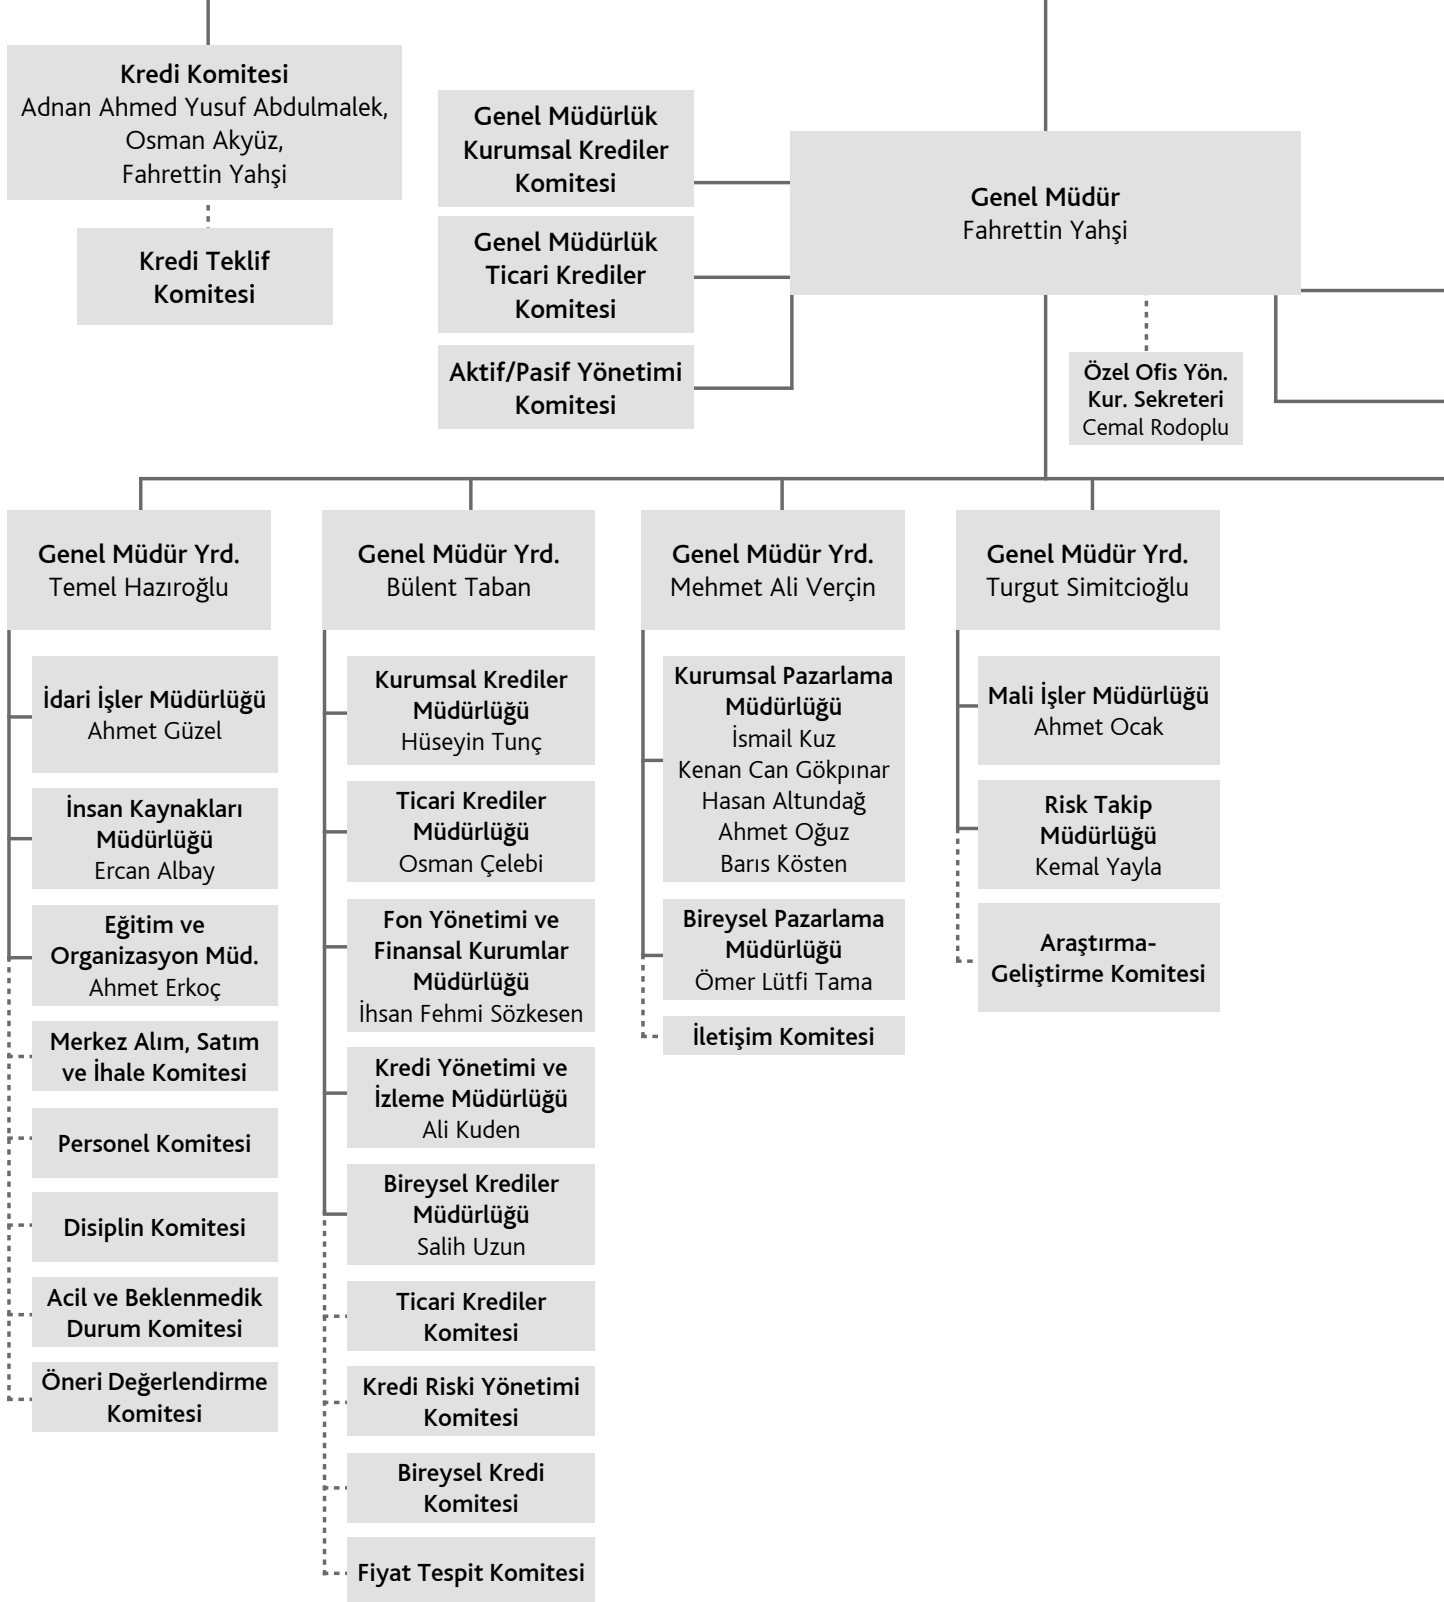 Kredi Komitesi
Adnan Ahmed Yusuf Abdulmalek,
Osman Akyüz,
Fahrettin Yahşi
Kredi Teklif
Komitesi
Genel Müdürlük
Kurumsal Krediler
Komitesi
Genel Müdürlük
Ticari Krediler
Komitesi
Aktif/Pasif Yönetimi
Komitesi
Genel Müdür
Fahrettin Yahşi
Özel Ofis Yön.
Kur. Sekreteri
Cemal Rodoplu
Genel Müdür Yrd.
Temel Hazıroğlu
İdari İşler Müdürlüğü
Ahmet Güzel
İnsan Kaynakları
Müdürlüğü
Ercan Albay
Eğitim ve
Organizasyon Müd.
Ahmet Erkoç
Merkez Alım, Satım
ve İhale Komitesi
Personel Komitesi
Disiplin Komitesi
Acil ve Beklenmedik
Durum Komitesi
Öneri Değerlendirme
Komitesi
Genel Müdür Yrd.
Bülent Taban
Kurumsal Krediler
Müdürlüğü
Hüseyin Tunç
Ticari Krediler
Müdürlüğü
Osman Çelebi
Fon Yönetimi ve
Finansal Kurumlar
Müdürlüğü
İhsan Fehmi Sözkesen
Kredi Yönetimi ve
İzleme Müdürlüğü
Ali Kuden
Bireysel Krediler
Müdürlüğü
Salih Uzun
Ticari Krediler
Komitesi
Kredi Riski Yönetimi
Komitesi
Bireysel Kredi
Komitesi
Fiyat Tespit Komitesi
Genel Müdür Yrd.
Mehmet Ali Verçin
Kurumsal Pazarlama
Müdürlüğü
İsmail Kuz
Kenan Can Gökpınar
Hasan Altundağ
Ahmet Oğuz
Barıs Kösten
Bireysel Pazarlama
Müdürlüğü
Ömer Lütfi Tama
İletişim Komitesi
Genel Müdür Yrd.
Turgut Simitcioğlu
Mali İşler Müdürlüğü
Ahmet Ocak
Risk Takip
Müdürlüğü
Kemal Yayla
Araştırma-
Geliştirme Komitesi